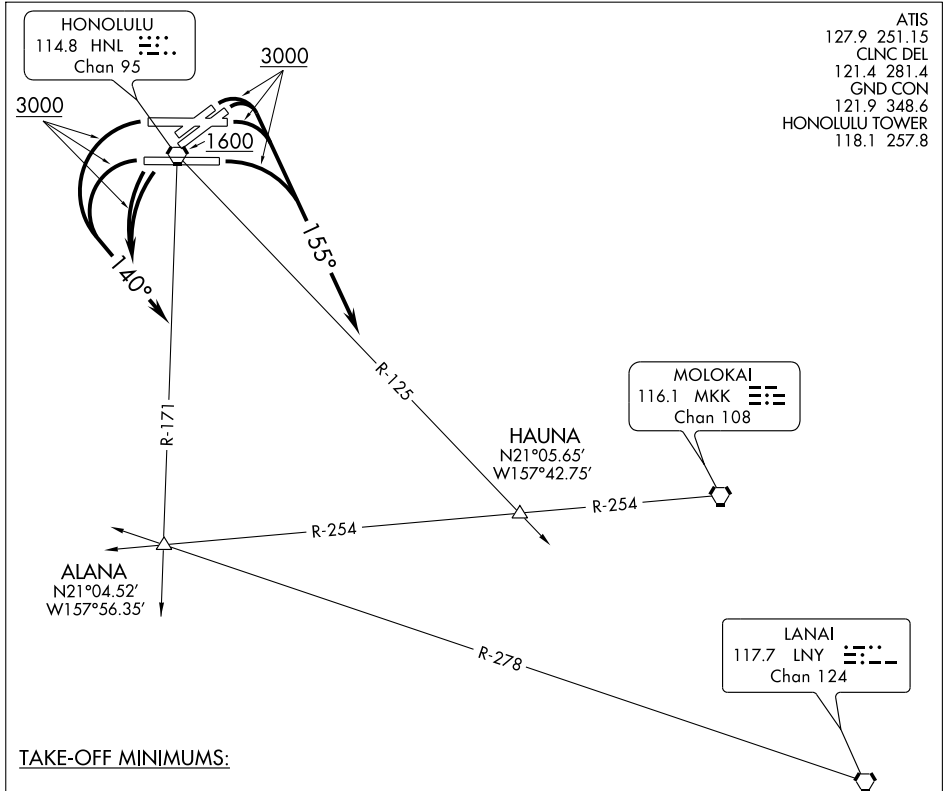 HONOLULU
114.8 HNL
Chan 95
ATIS
127.9 251.15
CLNC DEL
121.4 281.4
GND CON
121.9 348.6
HONOLULU TOWER
118.1 257.8
3000
3000
1600
155°
140°
R-125
R-171
MOLOKAI
116.1 MKK
Chan 108
HAUNA
N21°05.65'
W157°42.75'
R-254
R-254
ALANA
N21°04.52'
W157°56.35'
R-278
LANAI
117.7 LNY
Chan 124
TAKE-OFF MINIMUMS: